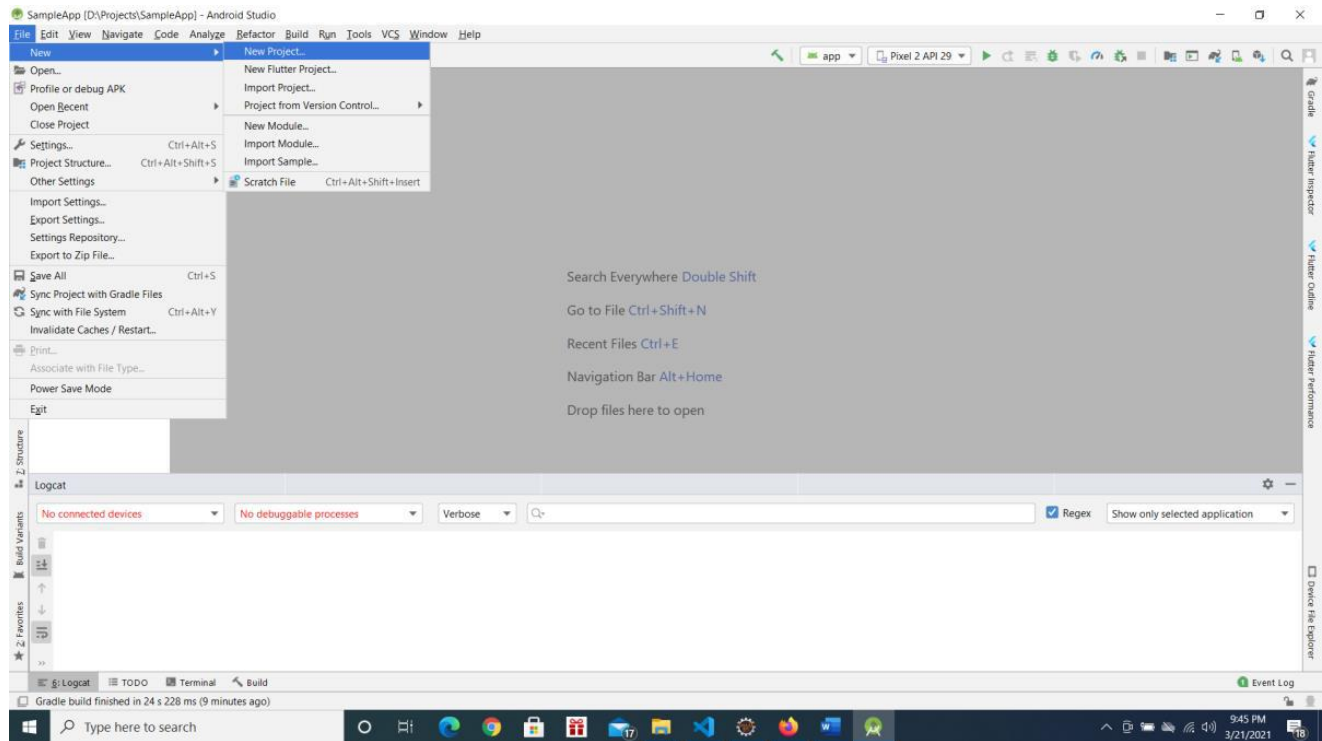 SampleApp [D:\Projects\SampleApp] - Android Studio
File Edit View Navigate Code Analyze Refactor Build Run Tools VCS Window Help
New
New Project...
app
Pixel 2 API 29
Open...
New Flutter Project...
Profile or debug APK
Import Project...
Open Recent
Project from Version Control...
Close Project
New Module...
Settings... Ctrl+Alt+S
Import Module...
Project Structure... Ctrl+Alt+Shift+S
Import Sample...
Other Settings
Scratch File Ctrl+Alt+Shift+Insert
Import Settings...
Export Settings...
Settings Repository...
Export to Zip File...
Save All Ctrl+S
Sync Project with Gradle Files
Sync with File System Ctrl+Alt+Y
Invalidate Caches / Restart...
Print...
Associate with File Type...
Power Save Mode
Exit
Search Everywhere Double Shift
Go to File Ctrl+Shift+N
Recent Files Ctrl+E
Navigation Bar Alt+Home
Drop files here to open
Gradle
Flutter Inspector
Flutter Outline
Flutter Performance
Device File Explorer
Z: Structure
Build Variants
2: Favorites
Logcat
No connected devices
No debuggable processes
Verbose
Regex
Show only selected application
6: Logcat
TODO
Terminal
Build
1 Event Log
Gradle build finished in 24 s 228 ms (9 minutes ago)
Type here to search
17
9:45 PM
3/21/2021
18